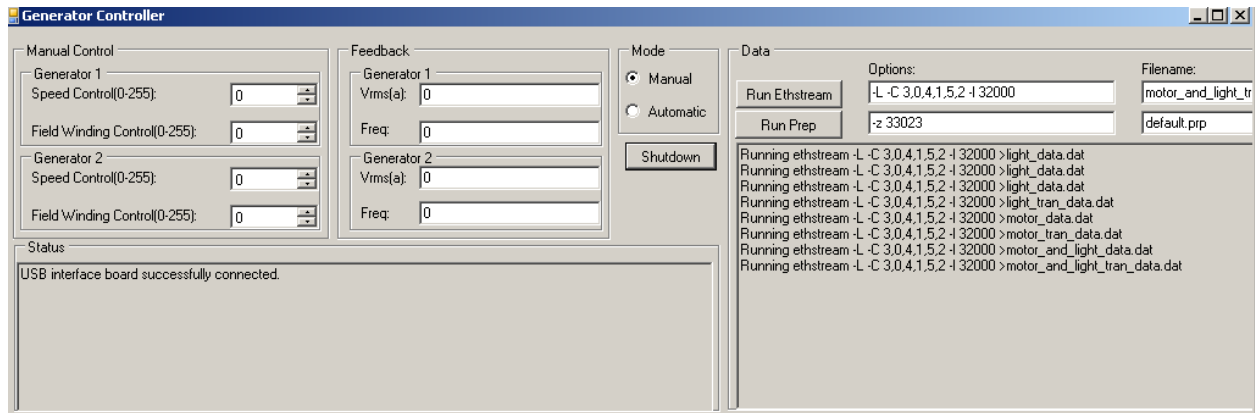 Generator Controller
Manual Control
Generator 1
Speed Control(0-255):
0
Field Winding Control(0-255):
0
Generator 2
Speed Control(0-255):
0
Field Winding Control(0-255):
0
Feedback
Generator 1
Vrms(a):
0
Freq:
0
Generator 2
Vrms(a):
0
Freq:
0
Mode
Manual
Automatic
Shutdown
Data
Options:
Filename:
Run Ethstream
-L -C 3,0,4,1,5,2 -l 32000
motor_and_light_tr
Run Prep
-z 33023
default.prp
Running ethstream -L -C 3,0,4,1,5,2 -l 32000 >light_data.dat
Running ethstream -L -C 3,0,4,1,5,2 -l 32000 >light_data.dat
Running ethstream -L -C 3,0,4,1,5,2 -l 32000 >light_data.dat
Running ethstream -L -C 3,0,4,1,5,2 -l 32000 >light_tran_data.dat
Running ethstream -L -C 3,0,4,1,5,2 -l 32000 >motor_data.dat
Running ethstream -L -C 3,0,4,1,5,2 -l 32000 >motor_tran_data.dat
Running ethstream -L -C 3,0,4,1,5,2 -l 32000 >motor_and_light_data.dat
Running ethstream -L -C 3,0,4,1,5,2 -l 32000 >motor_and_light_tran_data.dat
Status
USB interface board successfully connected.